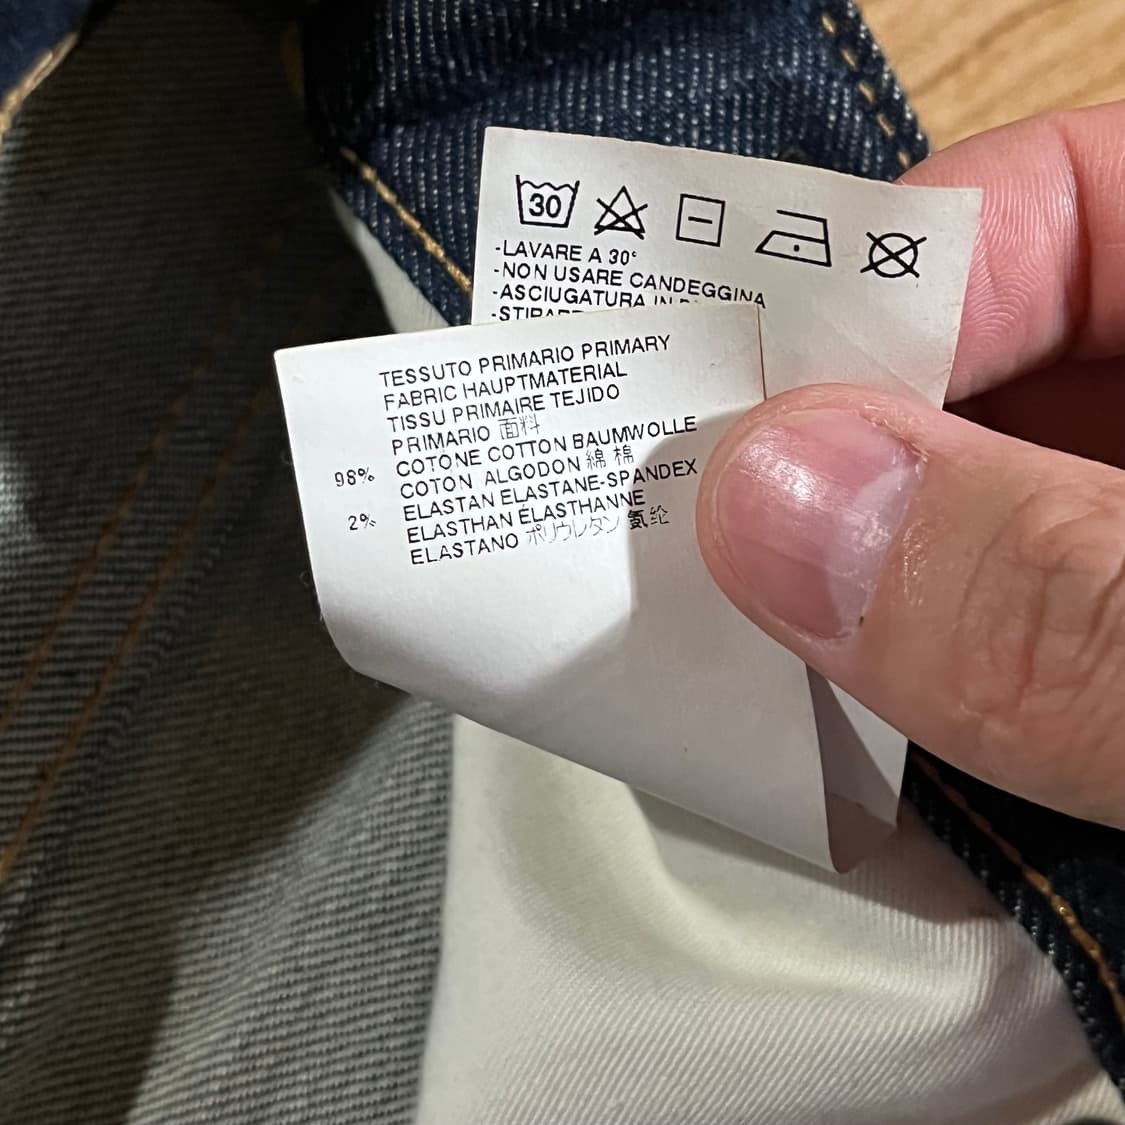 30
-LAVARE A 30°
-NON USARE CANDEGGINA
-ASCIUGATURA IN
TESSUTO PRIMARIO PRIMARY
FABRIC HAUPTMATERIAL
TISSU PRIMAIRE TEJIDO
PRIMARIO 面料
98% COTONE COTTON BAUMWOLLE
COTON ALGODON 綿 棉
2% ELASTAN ELASTANE-SPANDEX
ELASTHAN ÉLASTHANNE
ELASTANO ポリウレタン 氨纶